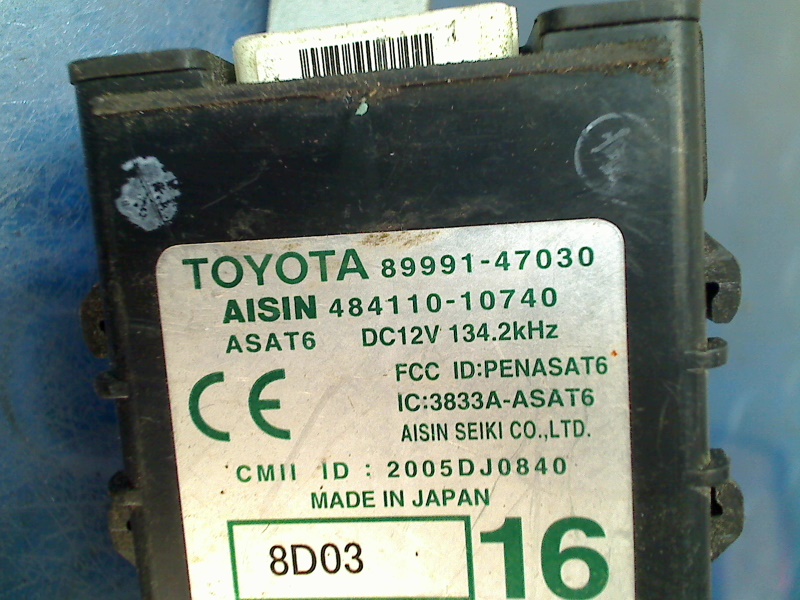 TOYOTA 89991-47030
AISIN 484110-10740
ASAT6 DC12V 134.2kHz
FCC ID:PENASAT6
CE IC:3833A-ASAT6
AISIN SEIKI CO.,LTD.
CMII ID : 2005DJ0840
MADE IN JAPAN
8D03 16